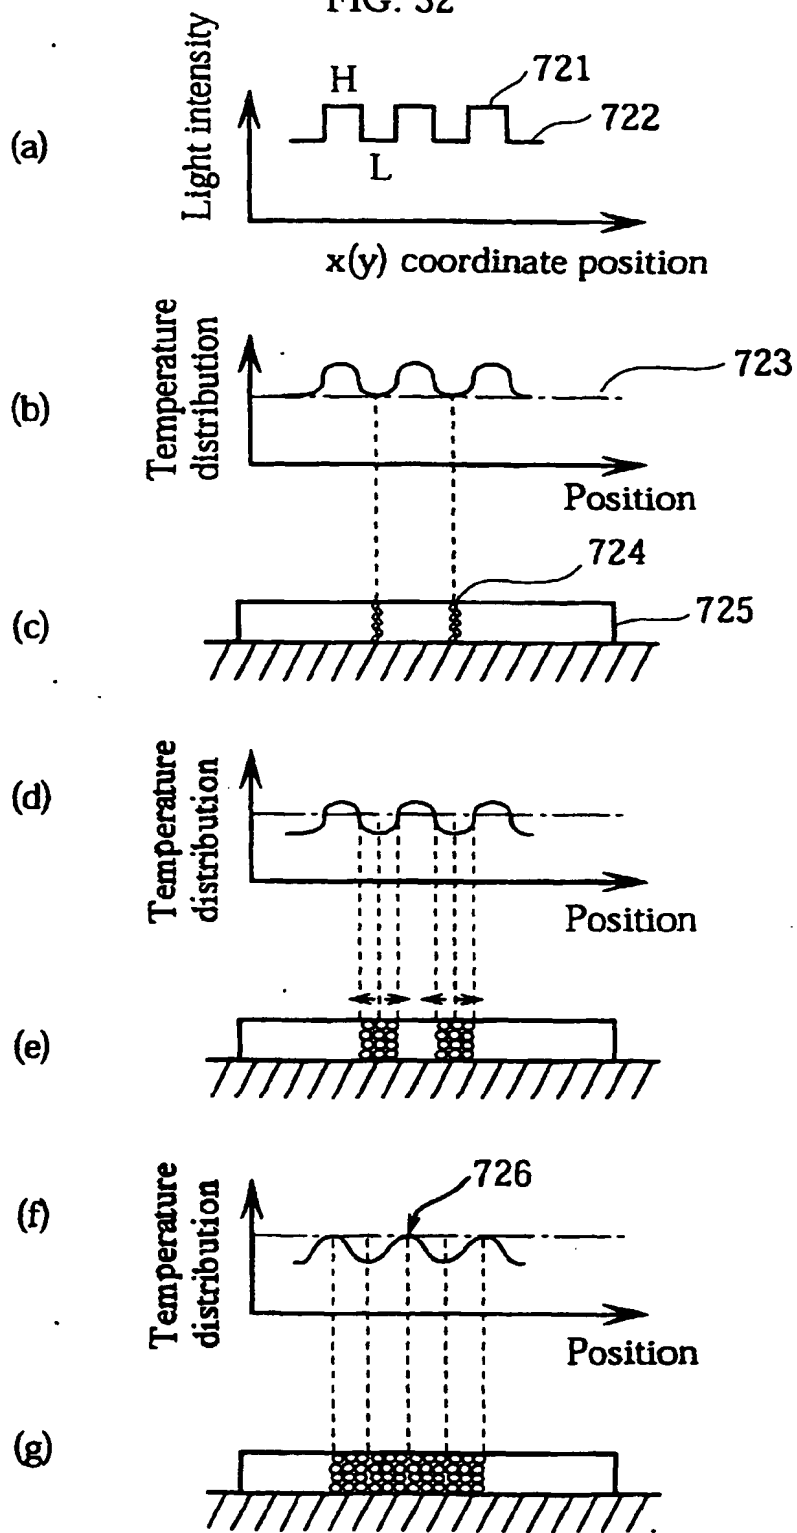 FIG. 32
(a)
Light intensity
H
L
721
722
x(y) coordinate position
(b)
Temperature
distribution
723
Position
(c)
724
725
(d)
Temperature
distribution
Position
(e)
(f)
Temperature
distribution
726
Position
(g)